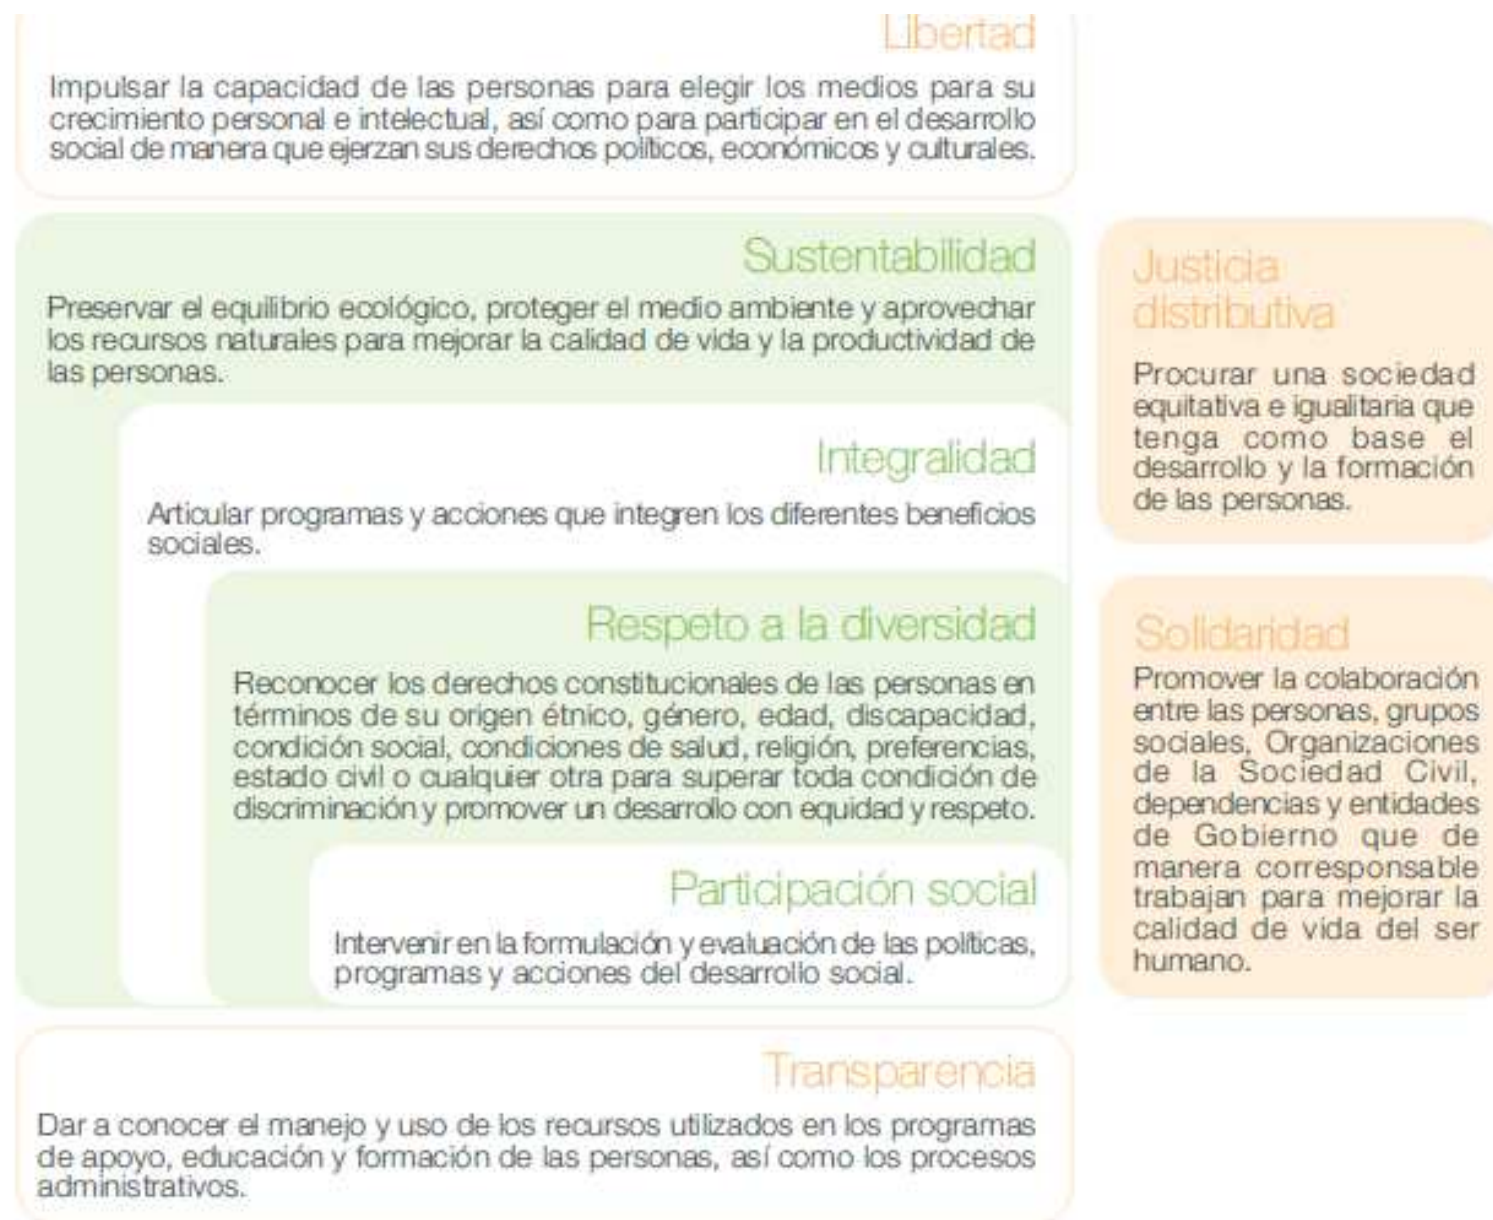 Libertad
Impulsar la capacidad de las personas para elegir los medios para su
crecimiento personal e intelectual, así como para participar en el desarrollo
social de manera que ejerzan sus derechos políticos, económicos y culturales.
Sustentabilidad
Preservar el equilibrio ecológico, proteger el medio ambiente y aprovechar
los recursos naturales para mejorar la calidad de vida y la productividad de
las personas.
Integralidad
Articular programas y acciones que integren los diferentes beneficios
sociales.
Respeto a la diversidad
Reconocer los derechos constitucionales de las personas en
términos de su origen étnico, género, edad, discapacidad,
condición social, condiciones de salud, religión, preferencias,
estado civil o cualquier otra para superar toda condición de
discriminación y promover un desarrollo con equidad y respeto.
Participación social
Intervenir en la formulación y evaluación de las políticas,
programas y acciones del desarrollo social.
Justicia
distributiva
Procurar una sociedad
equitativa e igualitaria que
tenga como base el
desarrollo y la formación
de las personas.
Solidaridad
Promover la colaboración
entre las personas, grupos
sociales, Organizaciones
de la Sociedad Civil,
dependencias y entidades
de Gobierno que de
manera corresponsable
trabajan para mejorar la
calidad de vida del ser
humano.
Transparencia
Dar a conocer el manejo y uso de los recursos utilizados en los programas
de apoyo, educación y formación de las personas, así como los procesos
administrativos.